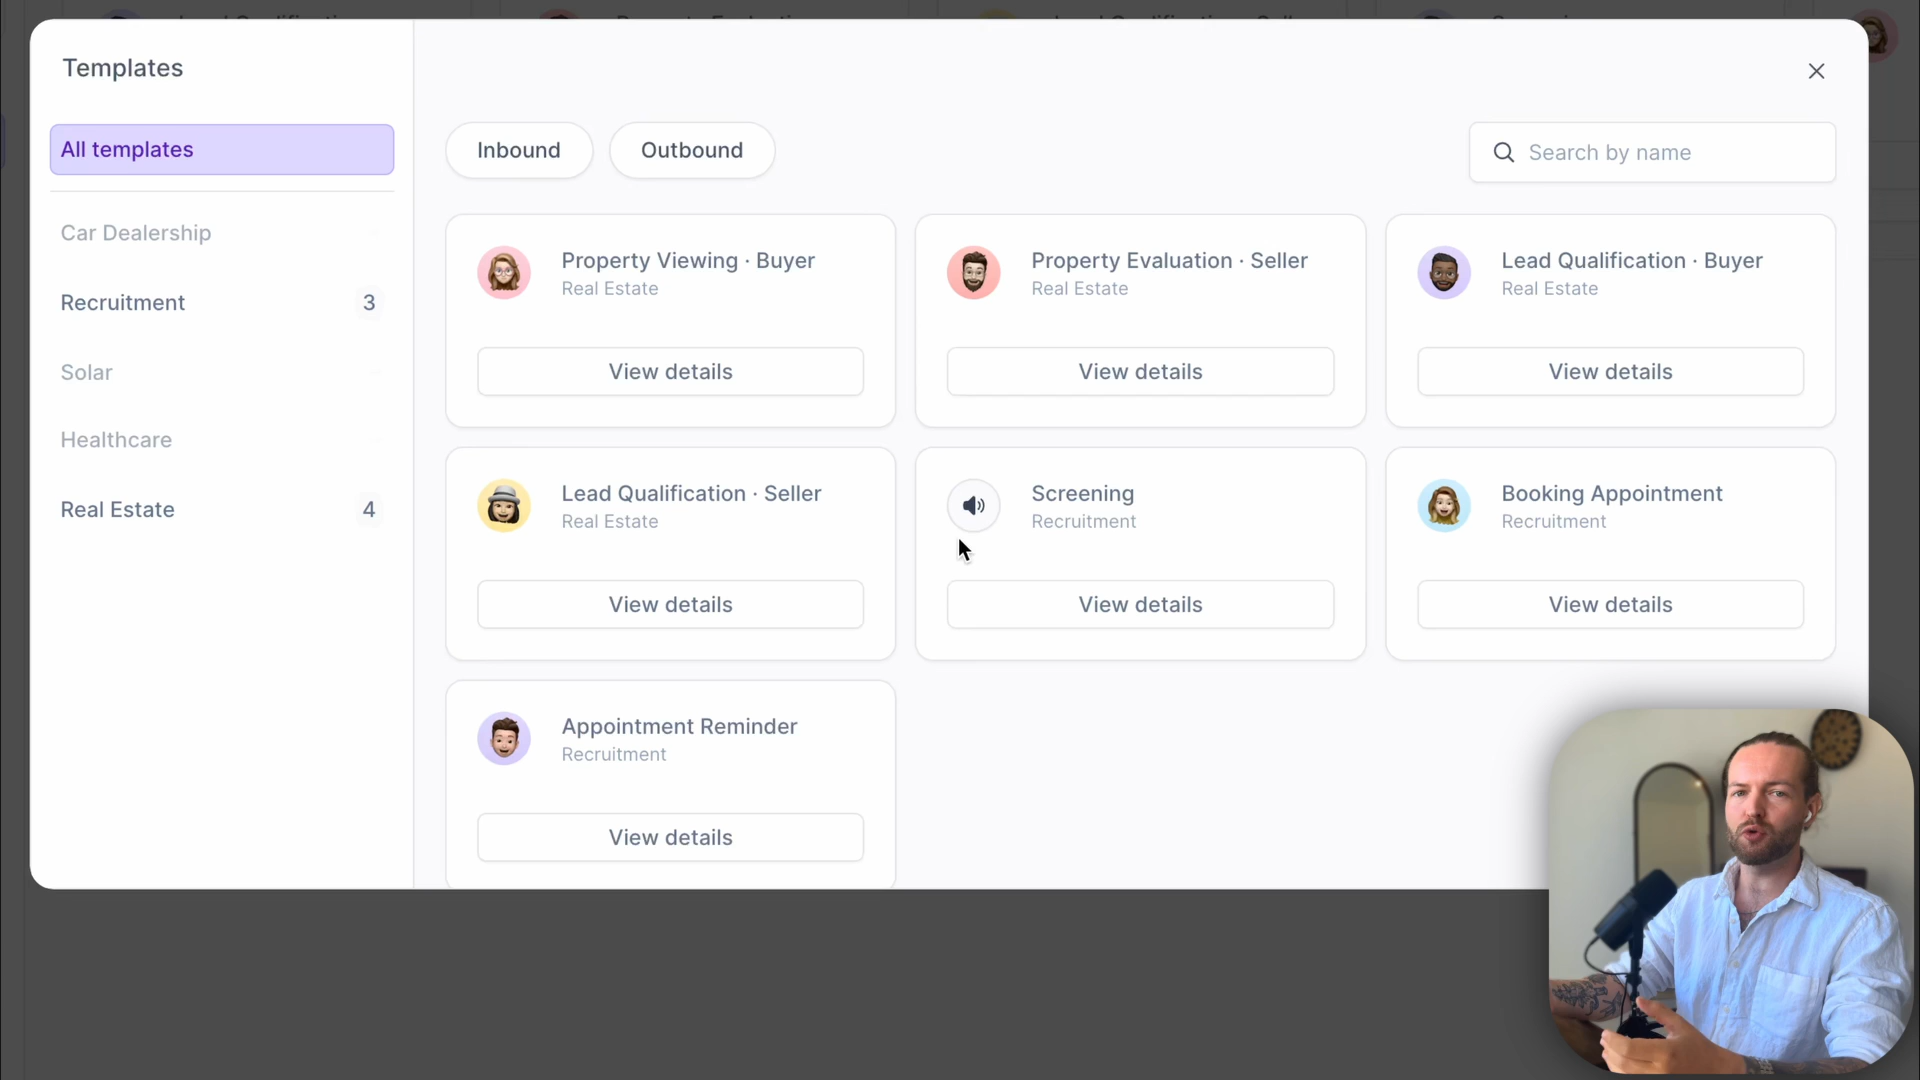 Templates
All templates
Car Dealership
Recruitment 3
Solar
Healthcare
Real Estate 4
Inbound
Outbound
Search by name
Property Viewing · Buyer
Real Estate
View details
Property Evaluation · Seller
Real Estate
View details
Lead Qualification · Buyer
Real Estate
View details
Lead Qualification · Seller
Real Estate
View details
Screening
Recruitment
View details
Booking Appointment
Recruitment
View details
Appointment Reminder
Recruitment
View details